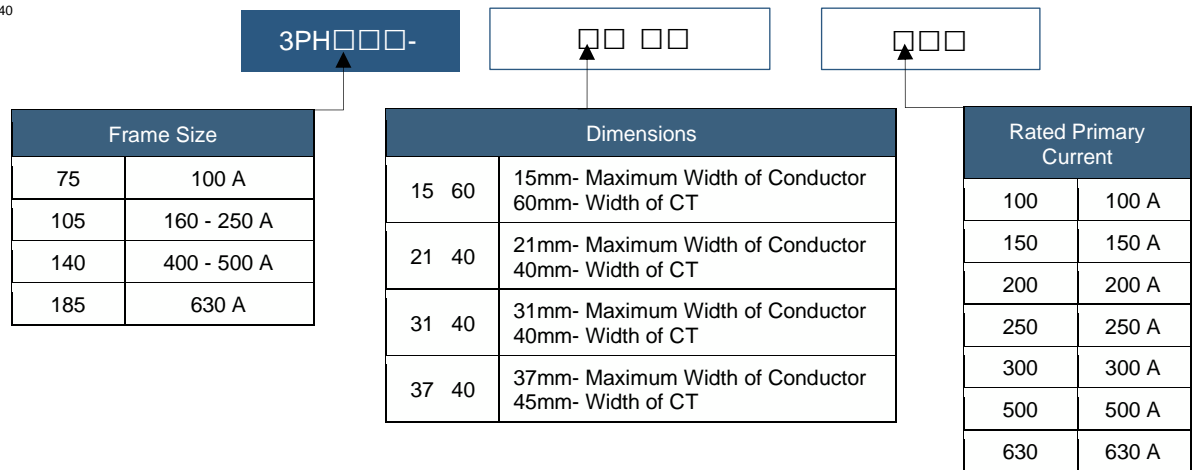 40
3PH□□□-
□□ □□
□□□
Frame Size
75 100 A
105 160 - 250 A
140 400 - 500 A
185 630 A
Dimensions
15 60 15mm- Maximum Width of Conductor
60mm- Width of CT
21 40 21mm- Maximum Width of Conductor
40mm- Width of CT
31 40 31mm- Maximum Width of Conductor
40mm- Width of CT
37 40 37mm- Maximum Width of Conductor
45mm- Width of CT
Rated Primary
Current
100 100 A
150 150 A
200 200 A
250 250 A
300 300 A
500 500 A
630 630 A